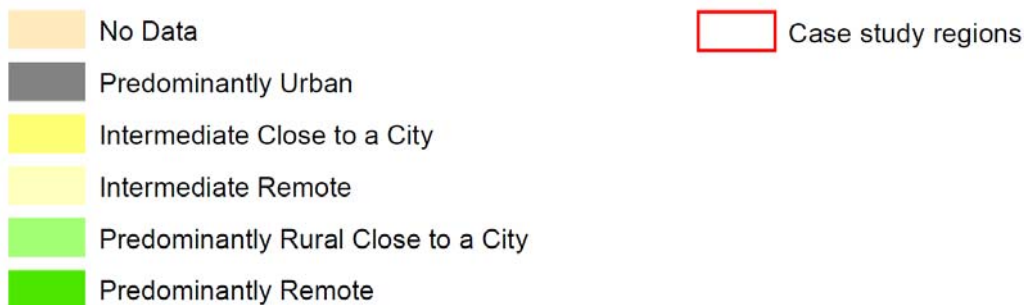 No Data
Predominantly Urban
Intermediate Close to a City
Intermediate Remote
Predominantly Rural Close to a City
Predominantly Remote
Case study regions